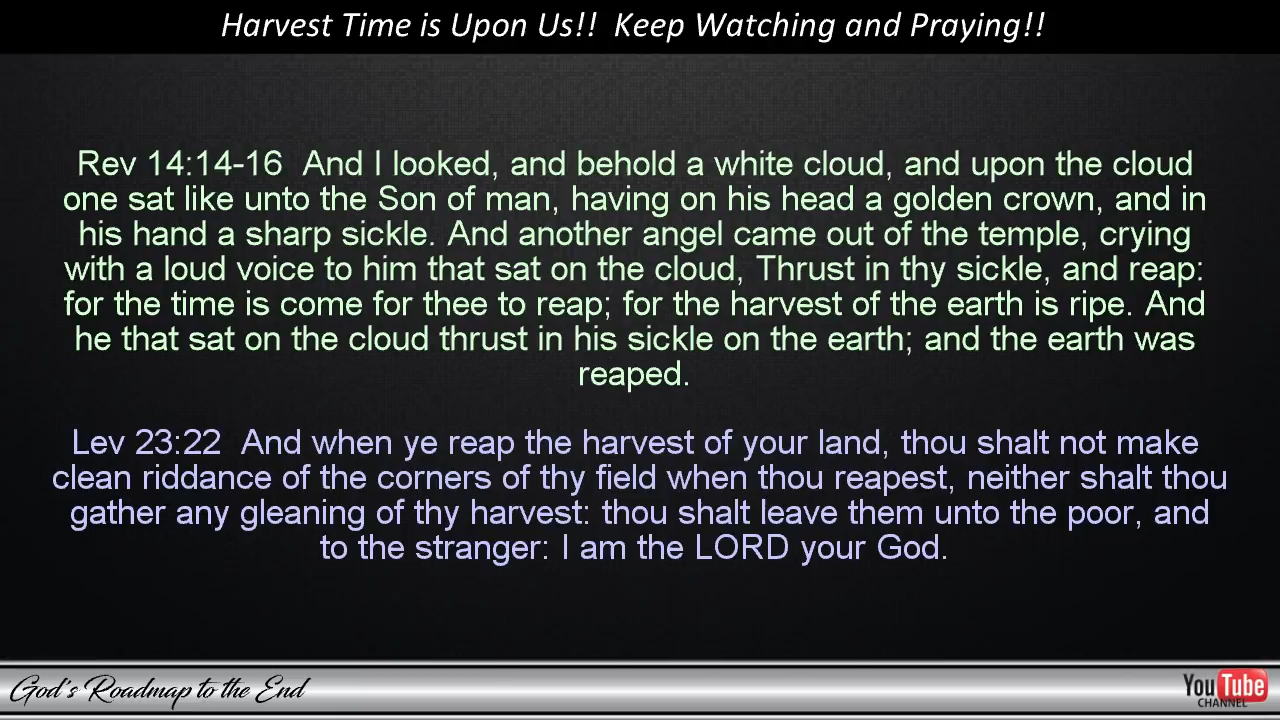 Harvest Time is Upon Us!!  Keep Watching and Praying!!
Rev 14:14-16  And I looked, and behold a white cloud, and upon the cloud
one sat like unto the Son of man, having on his head a golden crown, and in
his hand a sharp sickle. And another angel came out of the temple, crying
with a loud voice to him that sat on the cloud, Thrust in thy sickle, and reap:
for the time is come for thee to reap; for the harvest of the earth is ripe. And
he that sat on the cloud thrust in his sickle on the earth; and the earth was
reaped.
Lev 23:22  And when ye reap the harvest of your land, thou shalt not make
clean riddance of the corners of thy field when thou reapest, neither shalt thou
gather any gleaning of thy harvest: thou shalt leave them unto the poor, and
to the stranger: I am the LORD your God.
God's Roadmap to the End
YouTube
CHANNEL